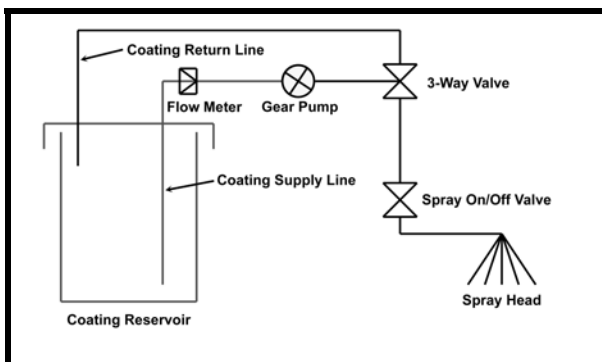 Coating Return Line
Flow Meter
Gear Pump
3-Way Valve
Coating Supply Line
Spray On/Off Valve
Spray Head
Coating Reservoir